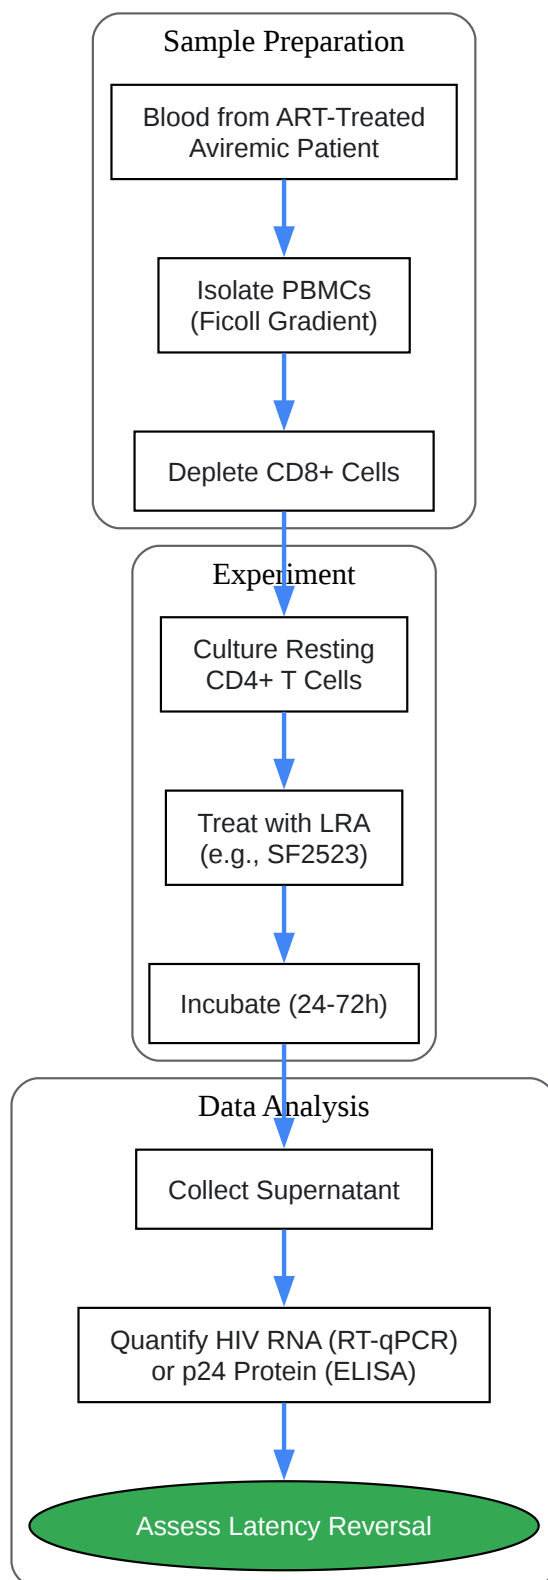 Sample Preparation
Blood from ART-Treated
Aviremic Patient
Isolate PBMCs
(Ficoll Gradient)
Deplete CD8+ Cells
Experiment
Culture Resting
CD4+ T Cells
Treat with LRA
(e.g., SF2523)
Incubate (24-72h)
Data Analysis
Collect Supernatant
Quantify HIV RNA (RT-qPCR)
or p24 Protein (ELISA)
Assess Latency Reversal